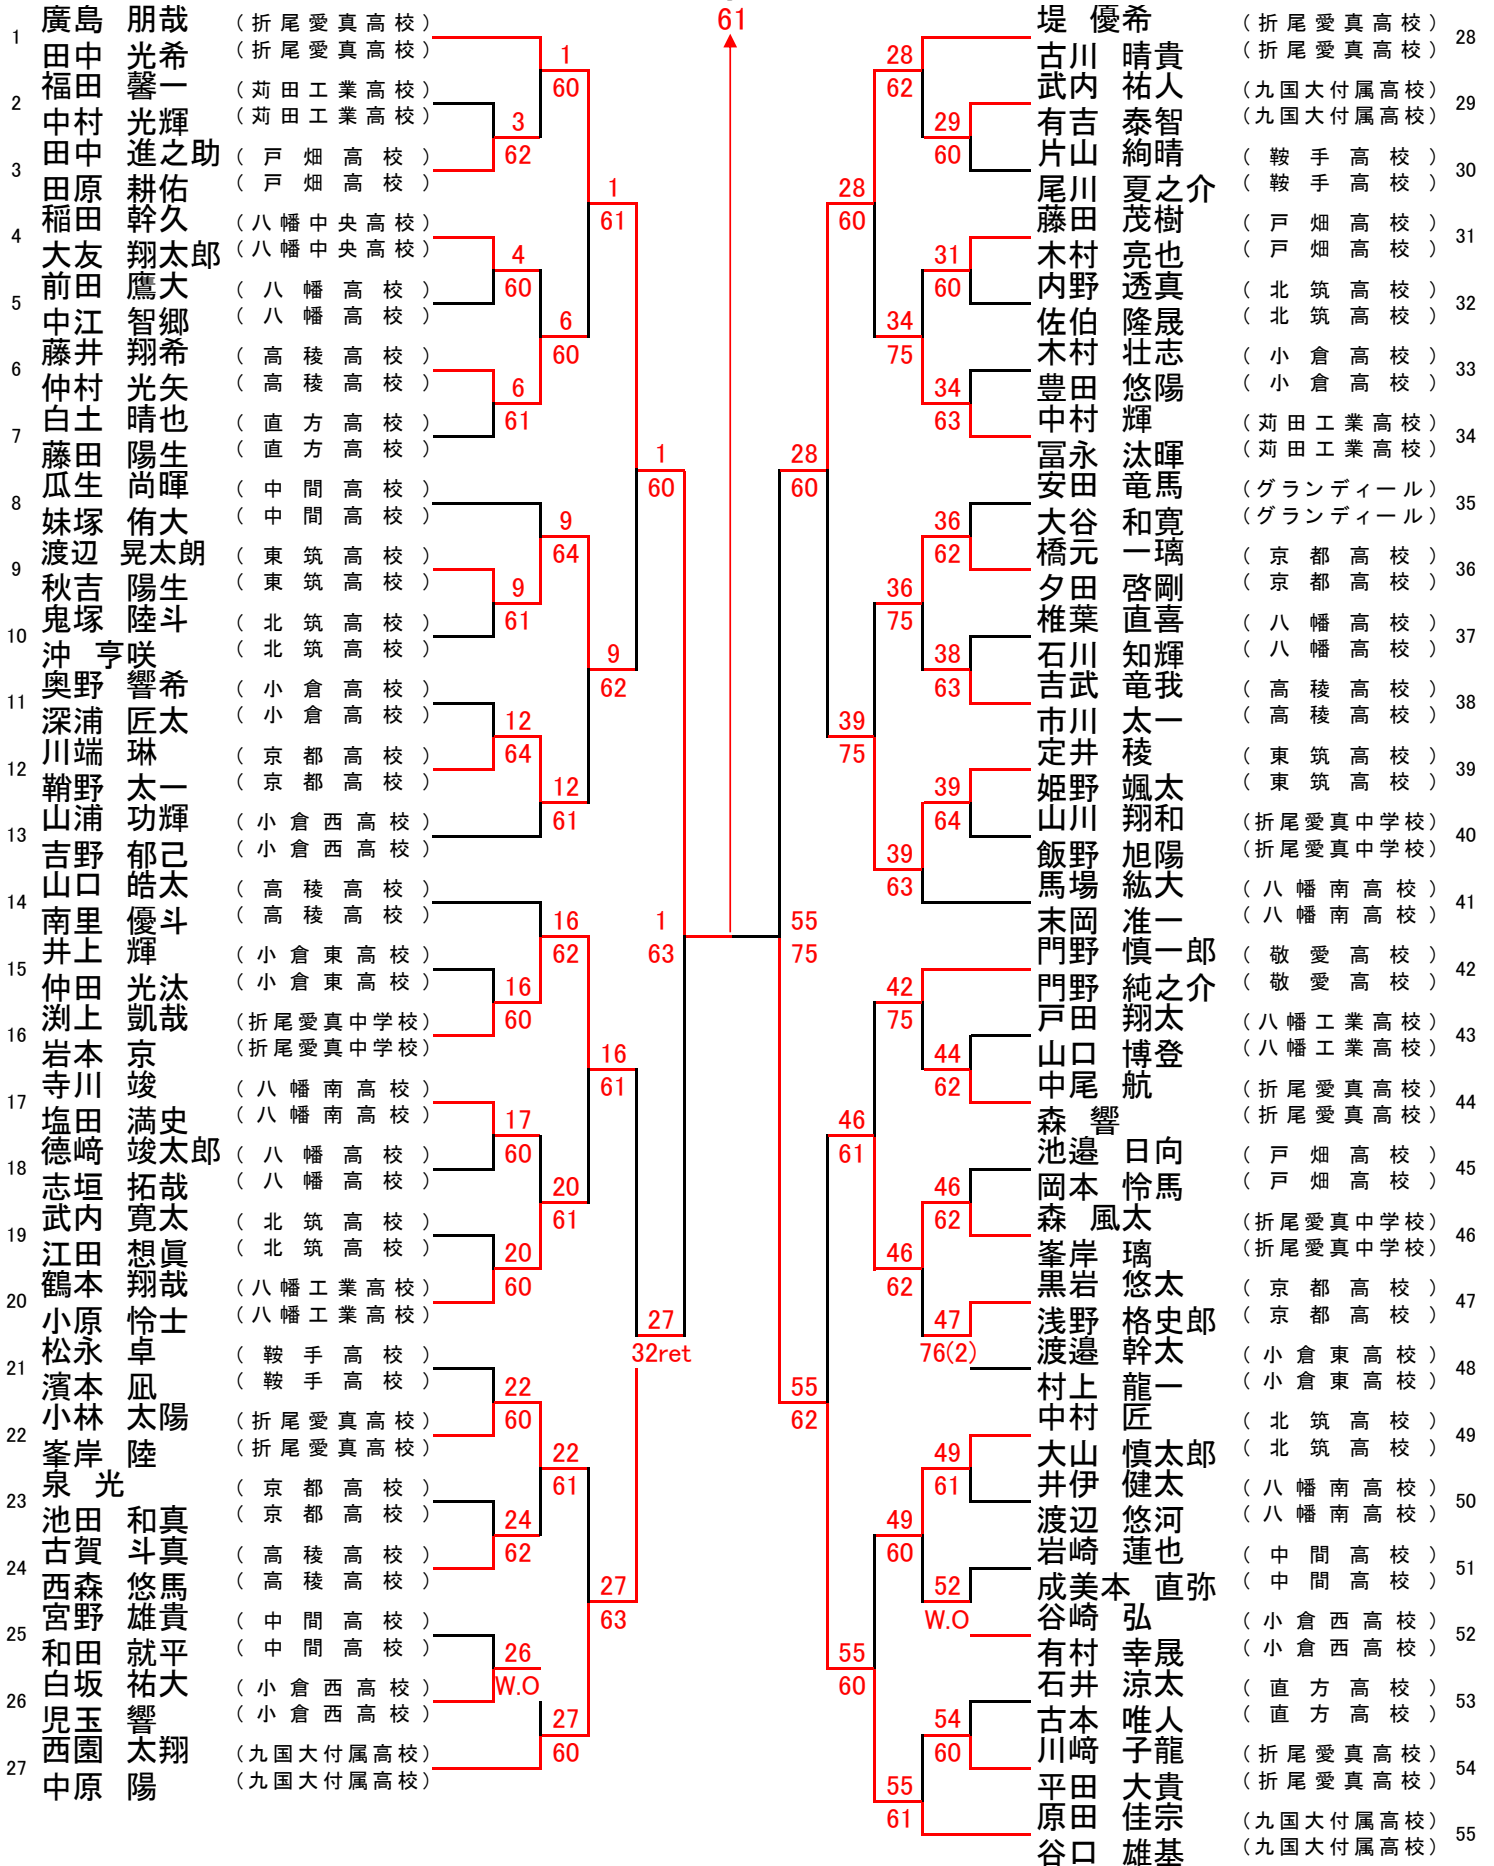 61
1 廣島 朋哉 (折尾愛真高校)
田中 光希 (折尾愛真高校)
2 福田 馨一 (苅田工業高校)
中村 光輝 (苅田工業高校)
3 田中 進之助 (戸畑高校)
田原 耕佑 (戸畑高校)
4 稲田 幹久 (八幡中央高校)
大友 翔太郎 (八幡中央高校)
5 前田 鷹大 (八幡高校)
中江 智郷 (八幡高校)
6 藤井 翔希 (高稜高校)
仲村 光矢 (高稜高校)
7 白土 晴也 (直方高校)
藤田 陽生 (直方高校)
8 瓜生 尚暉 (中間高校)
妹塚 侑大 (中間高校)
9 渡辺 晃太朗 (東筑高校)
秋吉 陽生 (東筑高校)
10 鬼塚 陸斗 (北筑高校)
沖 亨咲 (北筑高校)
11 奥野 響希 (小倉高校)
深浦 匠太 (小倉高校)
12 川端 琳 (京都高校)
鞘野 太一 (京都高校)
13 山浦 功輝 (小倉西高校)
吉野 郁己 (小倉西高校)
14 山口 皓太 (高稜高校)
南里 優斗 (高稜高校)
15 井上 輝 (小倉東高校)
仲田 光汰 (小倉東高校)
16 渕上 凱哉 (折尾愛真中学校)
岩本 京 (折尾愛真中学校)
17 寺川 竣 (八幡南高校)
塩田 満史 (八幡南高校)
18 德﨑 竣太郎 (八幡高校)
志垣 拓哉 (八幡高校)
19 武内 寛太 (北筑高校)
江田 想眞 (北筑高校)
20 鶴本 翔哉 (八幡工業高校)
小原 怜士 (八幡工業高校)
21 松永 卓 (鞍手高校)
濱本 凪 (鞍手高校)
22 小林 太陽 (折尾愛真高校)
峯岸 陸 (折尾愛真高校)
23 泉 光 (京都高校)
池田 和真 (京都高校)
24 古賀 斗真 (高稜高校)
西森 悠馬 (高稜高校)
25 宮野 雄貴 (中間高校)
和田 就平 (中間高校)
26 白坂 祐大 (小倉西高校)
児玉 響 (小倉西高校)
27 西園 太翔 (九国大付属高校)
中原 陽 (九国大付属高校)
3
62
4
60
6
61
9
61
12
64
16
60
17
60
20
60
22
60
24
62
26
W.O
1
60
6
60
9
64
12
61
16
62
20
61
22
61
27
60
1
61
9
62
16
61
27
63
1
60
27
32ret
1
63
55
75
28
60
55
62
28
60
39
75
46
61
55
60
28
62
34
75
36
75
39
63
42
75
46
62
49
60
55
61
29
60
31
60
34
63
36
62
38
63
39
64
44
62
46
62
47
76(2)
49
61
52
W.O
54
60
堤 優希 (折尾愛真高校) 28
古川 晴貴 (折尾愛真高校)
武内 祐人 (九国大付属高校) 29
有吉 泰智 (九国大付属高校)
片山 絢晴 (鞍手高校) 30
尾川 夏之介 (鞍手高校)
藤田 茂樹 (戸畑高校) 31
木村 亮也 (戸畑高校)
内野 透真 (北筑高校) 32
佐伯 隆晟 (北筑高校)
木村 壮志 (小倉高校) 33
豊田 悠陽 (小倉高校)
中村 輝 (苅田工業高校) 34
冨永 汰暉 (苅田工業高校)
安田 竜馬 (グランディール) 35
大谷 和寛 (グランディール)
橋元 一璃 (京都高校) 36
夕田 啓剛 (京都高校)
椎葉 直喜 (八幡高校) 37
石川 知輝 (八幡高校)
吉武 竜我 (高稜高校) 38
市川 太一 (高稜高校)
定井 稜 (東筑高校) 39
姫野 颯太 (東筑高校)
山川 翔和 (折尾愛真中学校) 40
飯野 旭陽 (折尾愛真中学校)
馬場 紘大 (八幡南高校) 41
末岡 准一 (八幡南高校)
門野 慎一郎 (敬愛高校) 42
門野 純之介 (敬愛高校)
戸田 翔太 (八幡工業高校) 43
山口 博登 (八幡工業高校)
中尾 航 (折尾愛真高校) 44
森 響 (折尾愛真高校)
池邉 日向 (戸畑高校) 45
岡本 怜馬 (戸畑高校)
森 風太 (折尾愛真中学校) 46
峯岸 璃 (折尾愛真中学校)
黒岩 悠太 (京都高校) 47
浅野 格史郎 (京都高校)
渡邉 幹太 (小倉東高校) 48
村上 龍一 (小倉東高校)
中村 匠 (北筑高校) 49
大山 慎太郎 (北筑高校)
井伊 健太 (八幡南高校) 50
渡辺 悠河 (八幡南高校)
岩崎 蓮也 (中間高校) 51
成美本 直弥 (中間高校)
谷崎 弘 (小倉西高校) 52
有村 幸晟 (小倉西高校)
石井 涼太 (直方高校) 53
古本 唯人 (直方高校)
川﨑 子龍 (折尾愛真高校) 54
平田 大貴 (折尾愛真高校)
原田 佳宗 (九国大付属高校) 55
谷口 雄基 (九国大付属高校)